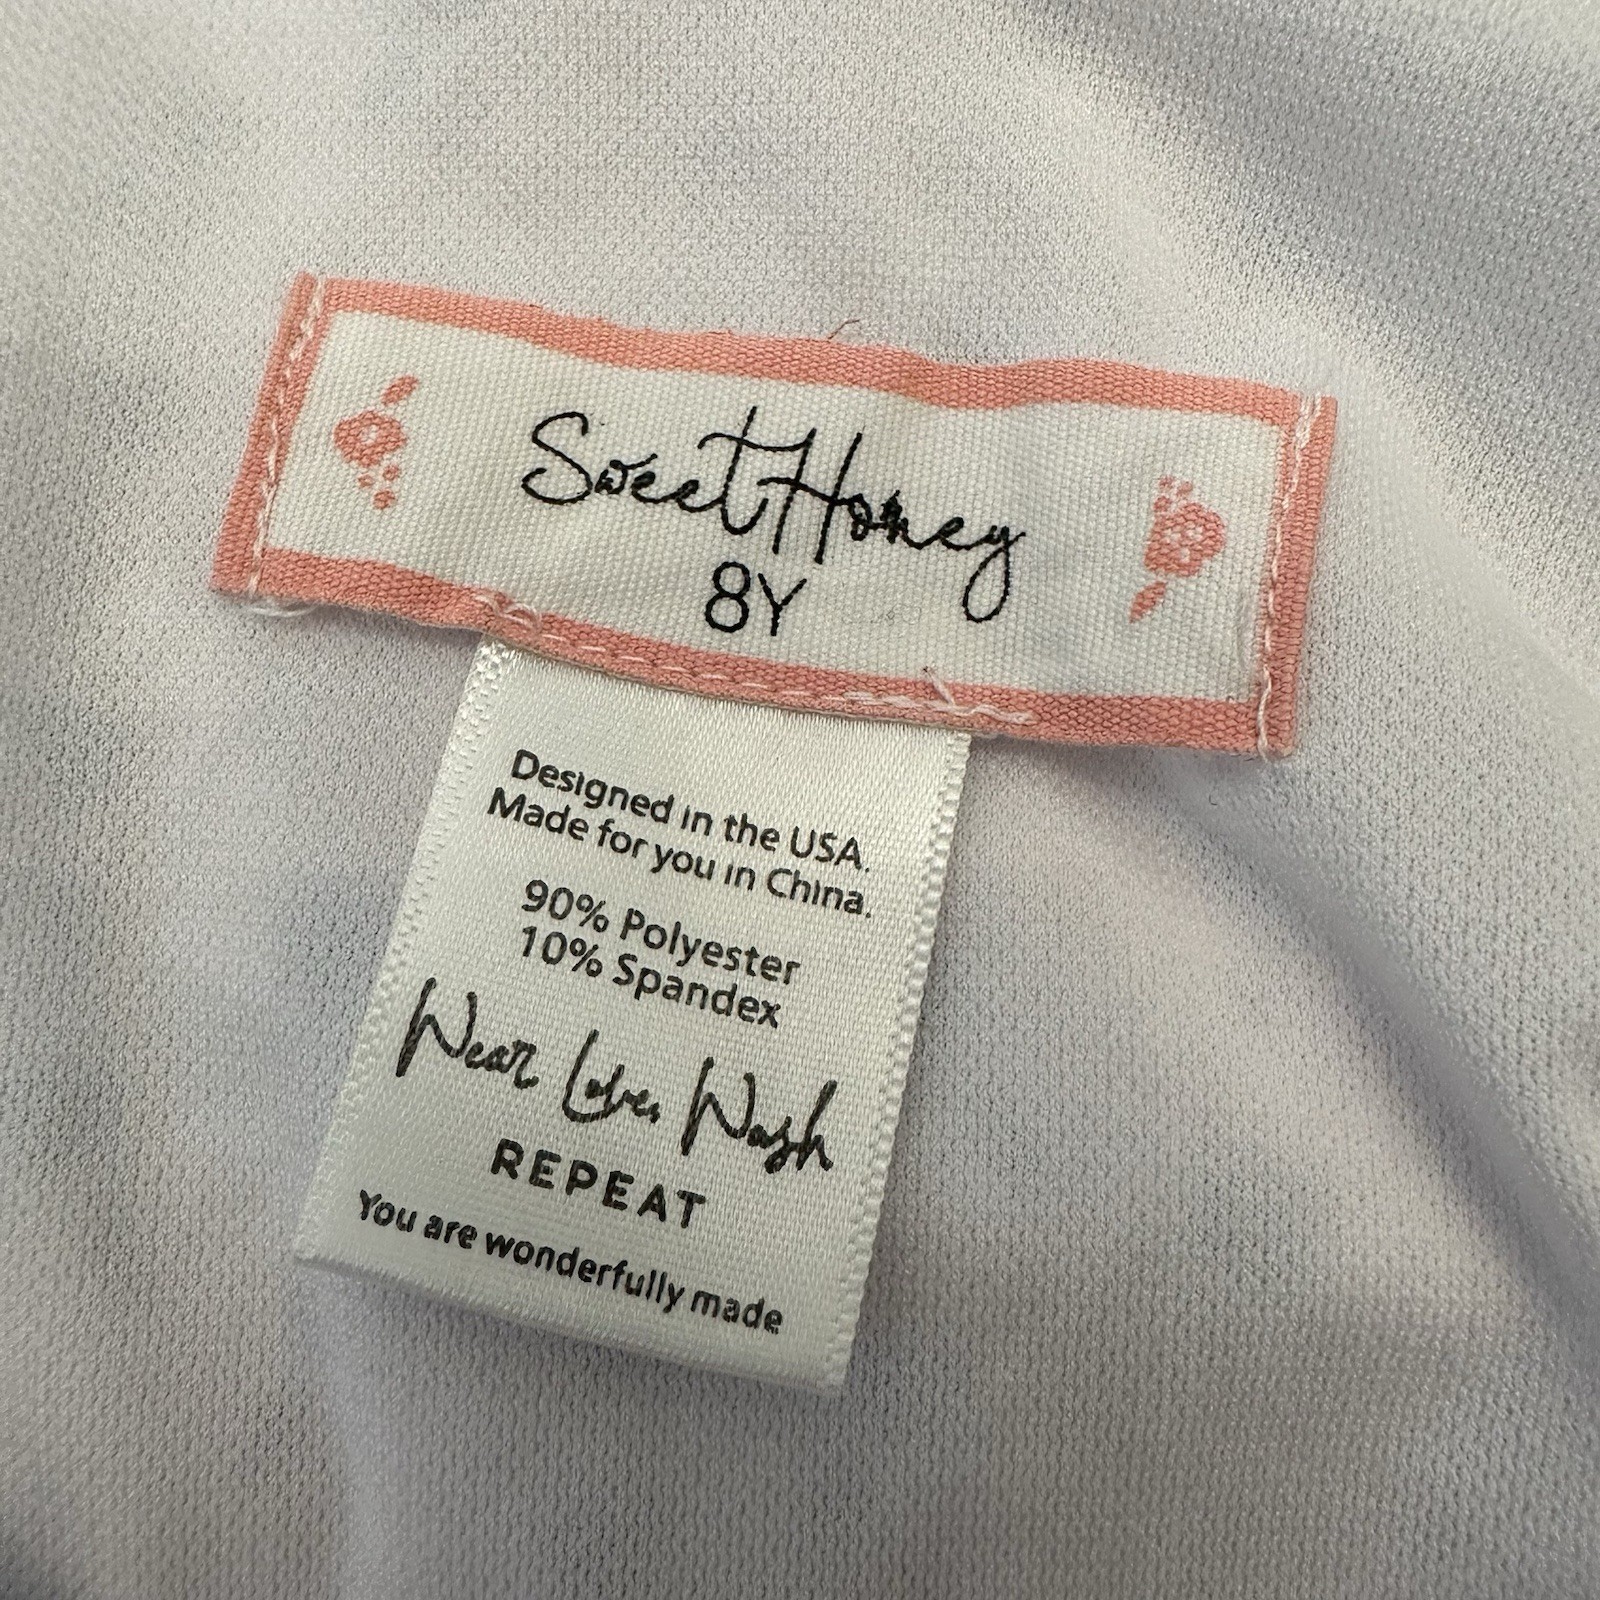 Sweet Honey
8Y
Designed in the USA.
Made for you in China.
90% Polyester
10% Spandex
Wear, Love, Wash
REPEAT
You are wonderfully made